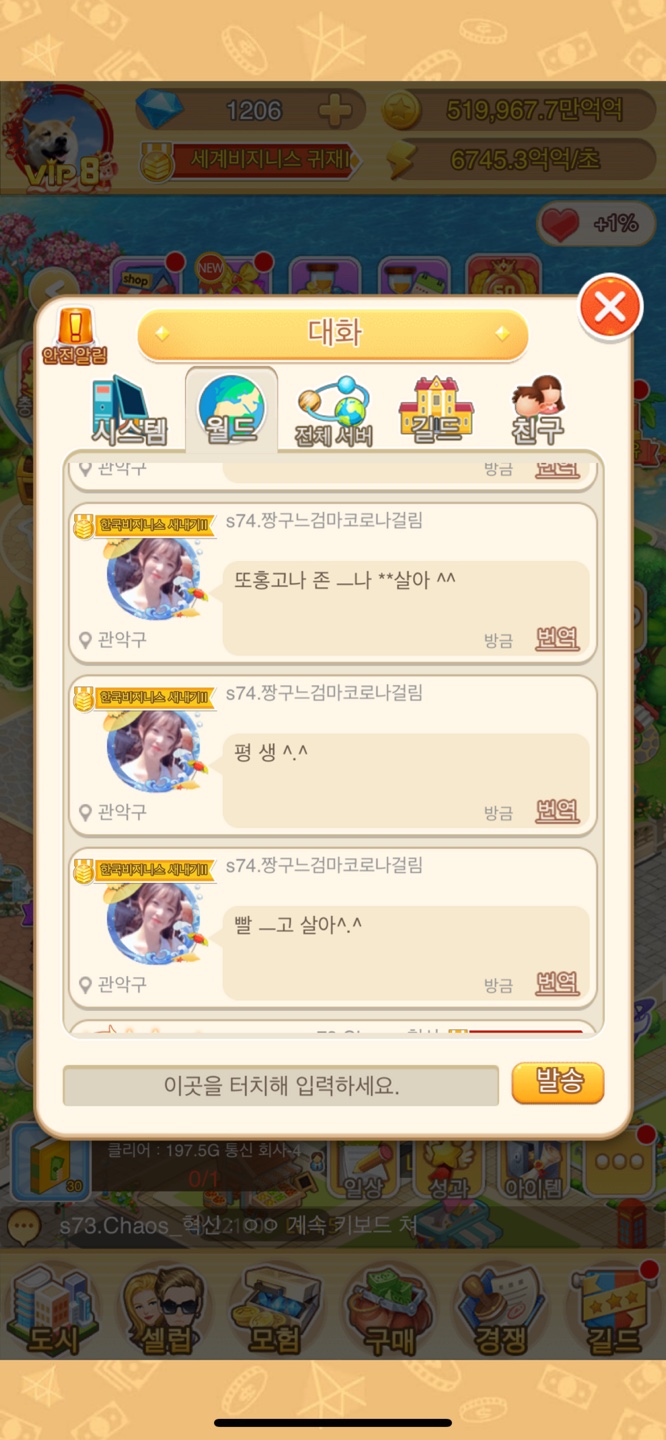 1206
519,967.7만억억
VIP 8
세계비지니스 귀재I
6745.3억억/초
+1%
shop
NEW
대화
안전알림
시스템
월드
전체 서버
길드
친구
관악구
방금
번역
한국비지니스 새내기II
s74.짱구느검마코로나걸림
또홍고나 존 ㅡ나 **살아 ^^
관악구
방금
번역
한국비지니스 새내기II
s74.짱구느검마코로나걸림
평 생 ^.^
관악구
방금
번역
한국비지니스 새내기II
s74.짱구느검마코로나걸림
빨 ㅡ고 살아^.^
관악구
방금
번역
이곳을 터치해 입력하세요.
발송
클리어 : 197.5G 통신 회사-4
0/1
30
일상
성과
아이템
s73.Chaos_혁신
ㅇㅇ 계속 키보드 쳐
도시
셀럽
모험
구매
경쟁
길드